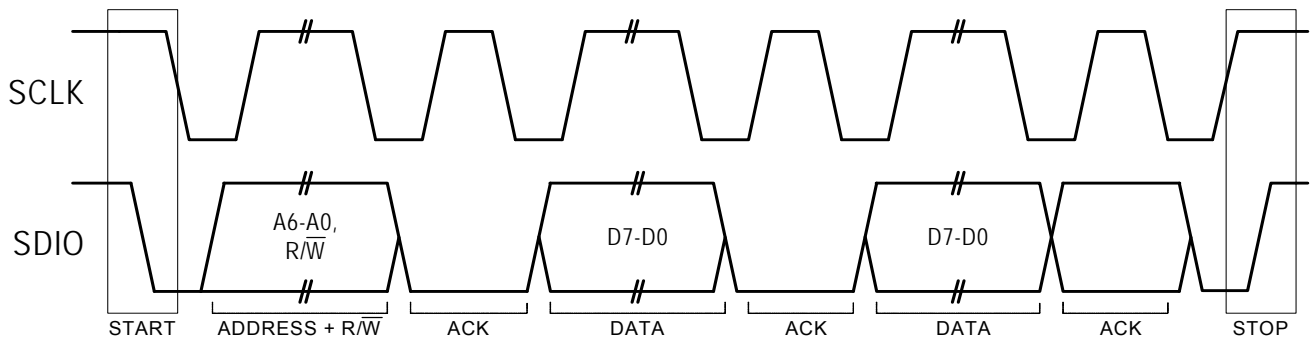 SCLK
SDIO
A6-A0,
R/W̅
D7-D0
D7-D0
START
ADDRESS + R/W̅
ACK
DATA
ACK
DATA
ACK
STOP